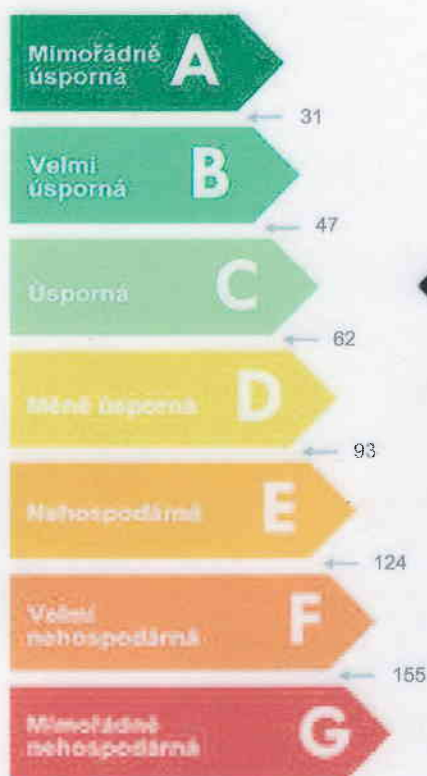 Mimořádně
úsporná
A
31
Velmi
úsporná
B
47
Úsporná
C
62
Méně úsporná
D
93
Nehospodárná
E
124
Velmi
nehospodárná
F
155
Mimořádně
nehospodárná
G